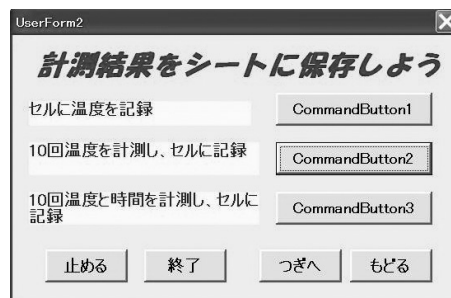 UserForm2
計測結果をシートに保存しよう
セルに温度を記録
CommandButton1
10回温度を計測し、セルに記録
CommandButton2
10回温度と時間を計測し、セルに
記録
CommandButton3
止める 終了 つぎへ もどる